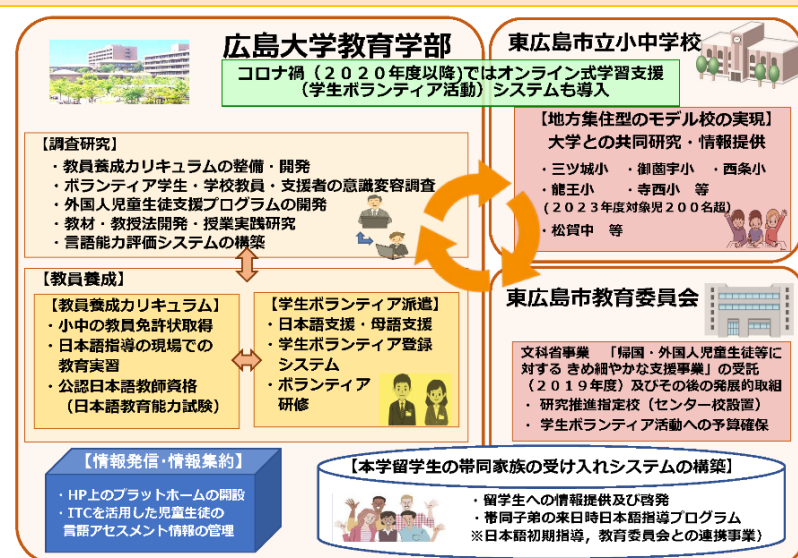 広島大学教育学部
コロナ禍（２０２０年度以降)ではオンライン式学習支援
（学生ボランティア活動）システムも導入
【調査研究】
・教員養成カリキュラムの整備・開発
・ボランティア学生・学校教員・支援者の意識変容調査
・外国人児童生徒支援プログラムの開発
・教材・教授法開発・授業実践研究
・言語能力評価システムの構築
【教員養成】
【教員養成カリキュラム】
・小中の教員免許状取得
・日本語指導の現場での
教育実習
・公認日本語教師資格
（日本語教育能力試験）
【学生ボランティア派遣】
・日本語支援・母語支援
・学生ボランティア登録
システム
・ボランティア
研修
東広島市立小中学校
【地方集住型のモデル校の実現】
大学との共同研究・情報提供
・三ツ城小　・御薗宇小　・西条小
・龍王小　　・寺西小　等
(２０２３年度対象児２００名超)
・松賀中　等
東広島市教育委員会
文科省事業　「帰国・外国人児童生徒等に
対する きめ細やかな支援事業」の受託
（２０１９年度）及びその後の発展的取組
・ 研究推進指定校（センター校設置）
・ 学生ボランティア活動への予算確保
【情報発信・情報集約】
・HP上のプラットホームの開設
・ITCを活用した児童生徒の
言語アセスメント情報の管理
【本学留学生の帯同家族の受け入れシステムの構築】
・留学生への情報提供及び啓発
・帯同子弟の来日時日本語指導プログラム
※日本語初期指導，教育委員会との連携事業）